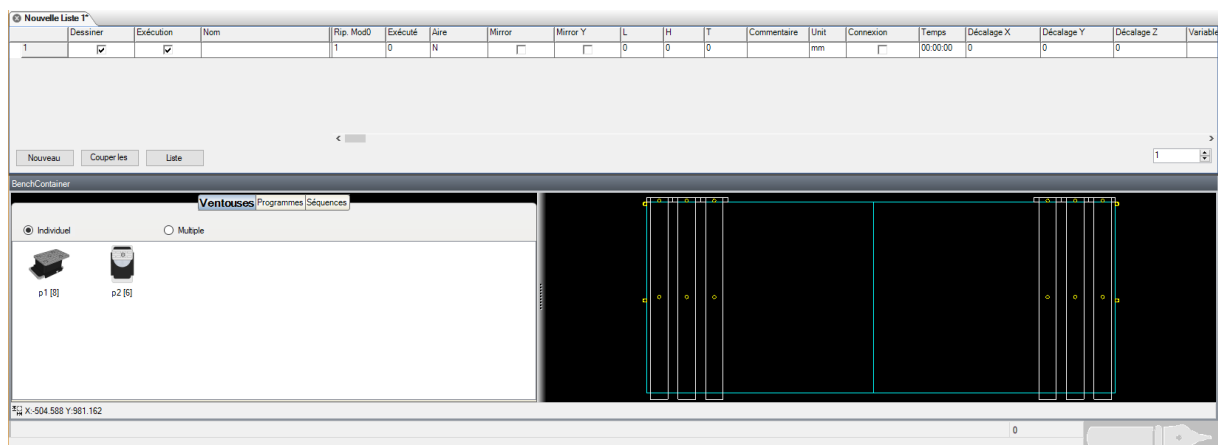 Nouvelle Liste 1*
Dessiner Exécution Nom Rip. Mod0 Exécuté Aire Mirror Mirror Y L H T Commentaire Unit Connexion Temps Décalage X Décalage Y Décalage Z Variable
1 1 0 N 0 0 0 mm 00:00:00 0 0 0
Nouveau Couper les Liste 1
BenchContainer
Ventouses Programmes Séquences
Individuel Multiple
p1 [8] p2 [6]
X:-504.588 Y:981.162
0